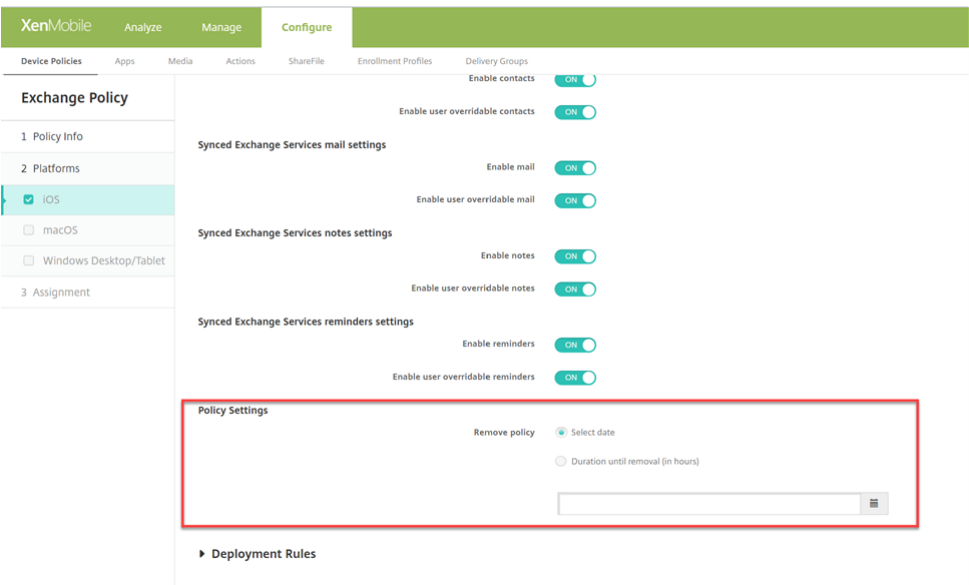 XenMobile Analyze Manage Configure
Device Policies Apps Media Actions ShareFile Enrollment Profiles Delivery Groups
Exchange Policy
1 Policy Info
2 Platforms
iOS
macOS
Windows Desktop/Tablet
3 Assignment
Enable contacts ON
Enable user overridable contacts ON
Synced Exchange Services mail settings
Enable mail ON
Enable user overridable mail ON
Synced Exchange Services notes settings
Enable notes ON
Enable user overridable notes ON
Synced Exchange Services reminders settings
Enable reminders ON
Enable user overridable reminders ON
Policy Settings
Remove policy Select date
Duration until removal (in hours)
Deployment Rules